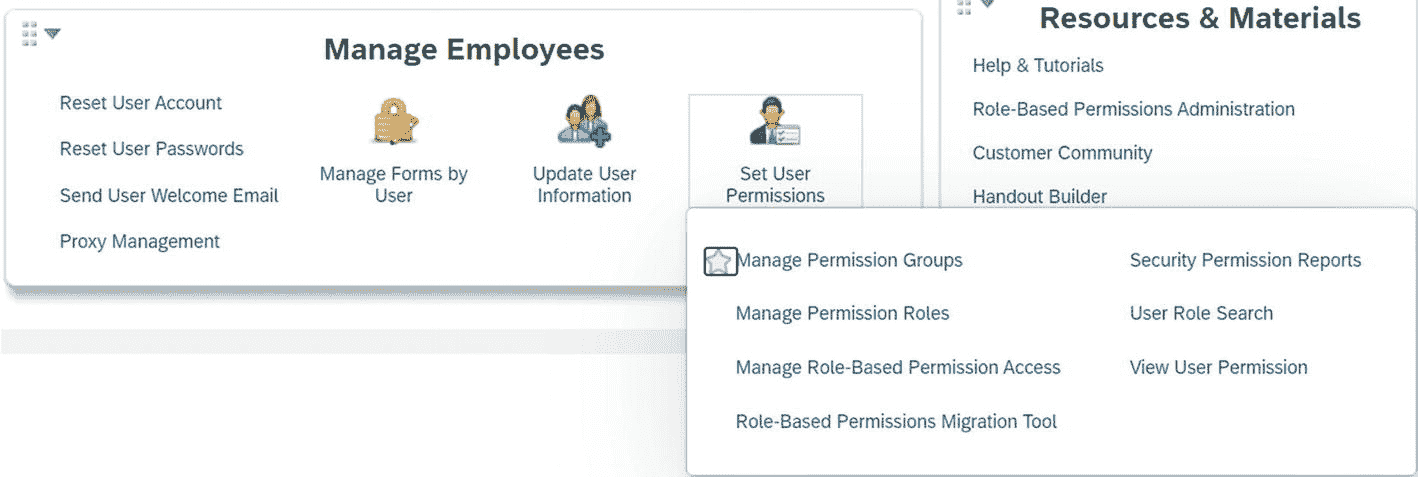 Manage Employees
Reset User Account
Reset User Passwords
Send User Welcome Email
Proxy Management
Manage Forms by
User
Update User
Information
Set User
Permissions
Manage Permission Groups
Manage Permission Roles
Manage Role-Based Permission Access
Role-Based Permissions Migration Tool
Security Permission Reports
User Role Search
View User Permission
Resources & Materials
Help & Tutorials
Role-Based Permissions Administration
Customer Community
Handout Builder